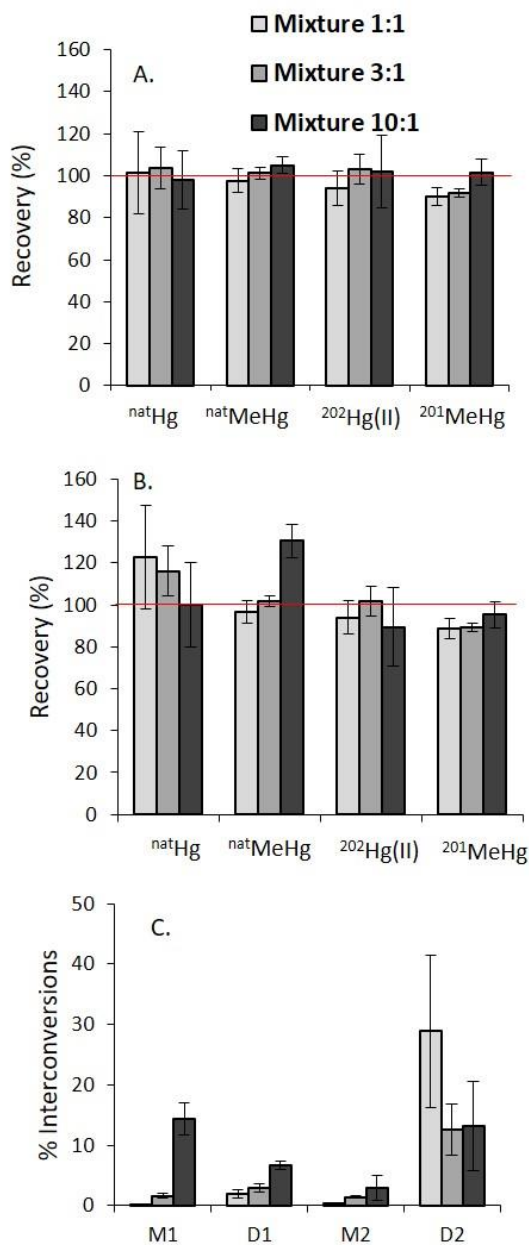 Mixture 1:1
Mixture 3:1
Mixture 10:1
A.
Recovery (%)
160
140
120
100
80
60
40
20
0
natHg natMeHg 202Hg(II) 201MeHg
B.
Recovery (%)
160
140
120
100
80
60
40
20
0
natHg natMeHg 202Hg(II) 201MeHg
C.
% Interconversions
50
40
30
20
10
0
M1 D1 M2 D2